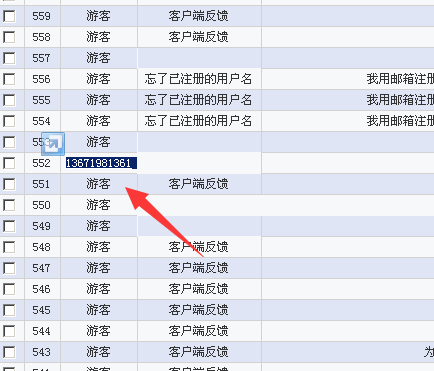 559 游客 客户端反馈
558 游客 客户端反馈
557 游客
556 游客 忘了已注册的用户名 我用邮箱注册
555 游客 忘了已注册的用户名 我用邮箱注册
554 游客 忘了已注册的用户名 我用邮箱注册
553 游客
552 13671981361_
551 游客 客户端反馈
550 游客
549 游客
548 游客 客户端反馈
547 游客 客户端反馈
546 游客 客户端反馈
545 游客 客户端反馈
544 游客 客户端反馈
543 游客 客户端反馈 为